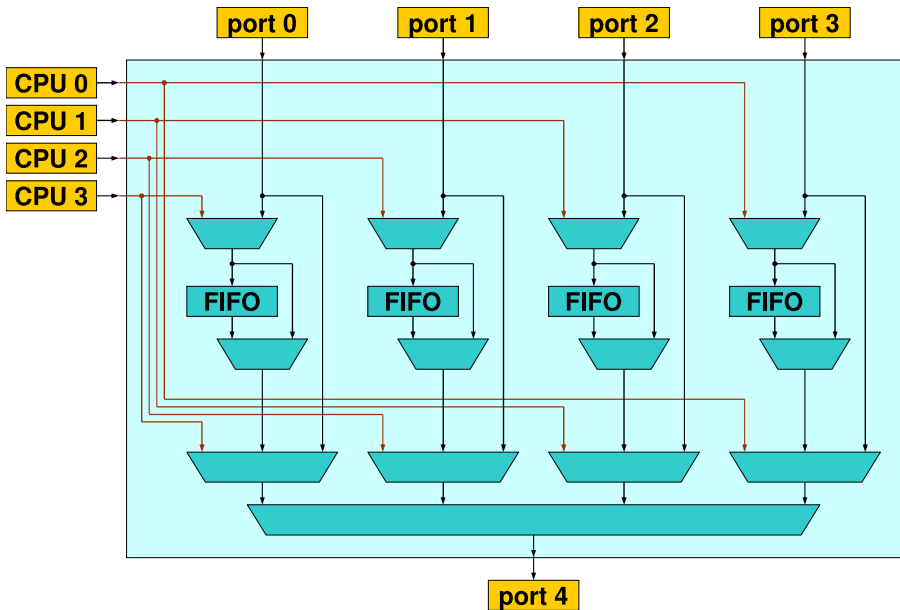 port 0
port 1
port 2
port 3
CPU 0
CPU 1
CPU 2
CPU 3
FIFO
FIFO
FIFO
FIFO
port 4